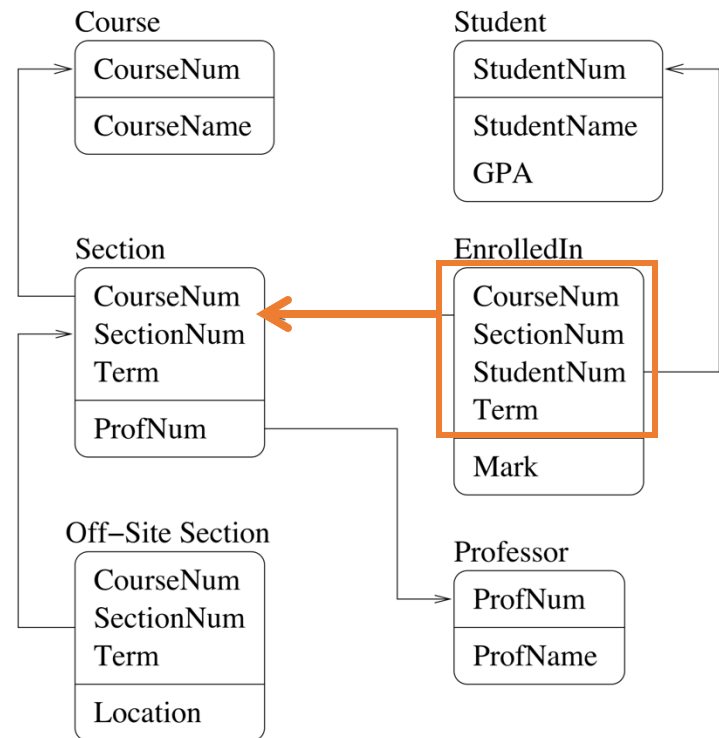 Course
CourseNum
CourseName
Student
StudentNum
StudentName
GPA
Section
CourseNum
SectionNum
Term
ProfNum
EnrolledIn
CourseNum
SectionNum
StudentNum
Term
Mark
Off−Site Section
CourseNum
SectionNum
Term
Location
Professor
ProfNum
ProfName